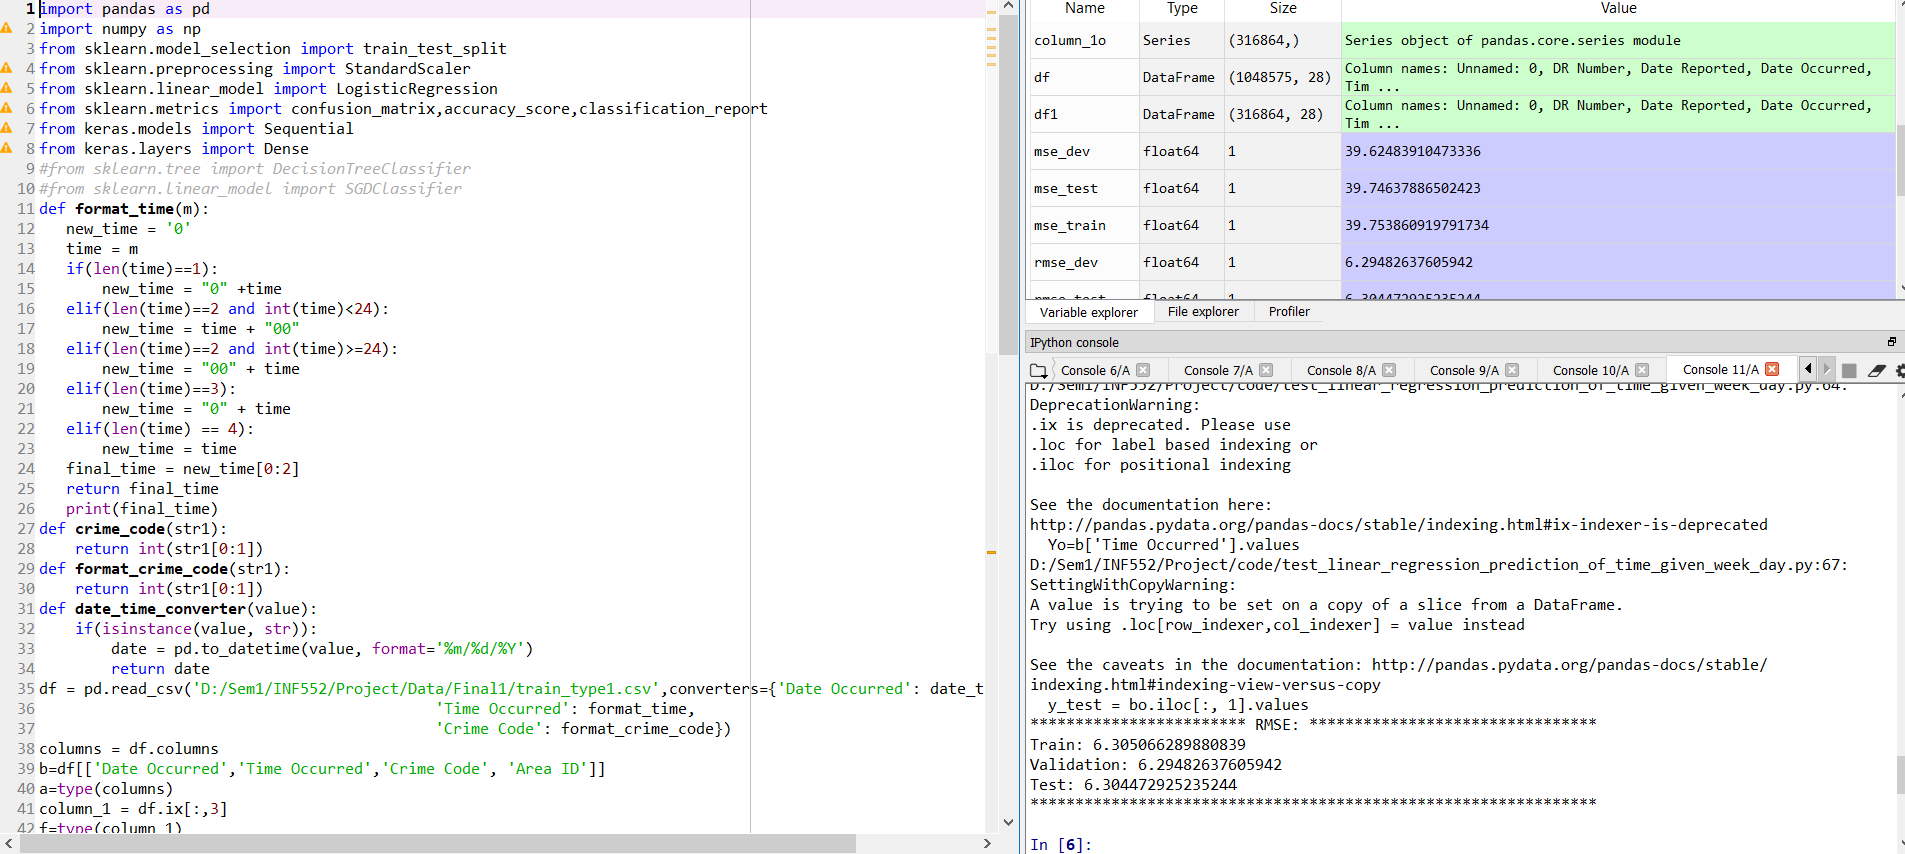 1 import pandas as pd
2 import numpy as np
3 from sklearn.model_selection import train_test_split
4 from sklearn.preprocessing import StandardScaler
5 from sklearn.linear_model import LogisticRegression
6 from sklearn.metrics import confusion_matrix,accuracy_score,classification_report
7 from keras.models import Sequential
8 from keras.layers import Dense
9 #from sklearn.tree import DecisionTreeClassifier
10 #from sklearn.linear_model import SGDClassifier
11 def format_time(m):
12    new_time = '0'
13    time = m
14    if(len(time)==1):
15        new_time = "0" +time
16    elif(len(time)==2 and int(time)<24):
17        new_time = time + "00"
18    elif(len(time)==2 and int(time)>=24):
19        new_time = "00" + time
20    elif(len(time)==3):
21        new_time = "0" + time
22    elif(len(time) == 4):
23        new_time = time
24    final_time = new_time[0:2]
25    return final_time
26    print(final_time)
27 def crime_code(str1):
28     return int(str1[0:1])
29 def format_crime_code(str1):
30     return int(str1[0:1])
31 def date_time_converter(value):
32     if(isinstance(value, str)):
33         date = pd.to_datetime(value, format='%m/%d/%Y')
34         return date
35 df = pd.read_csv('D:/Sem1/INF552/Project/Data/Final1/train_type1.csv',converters={'Date Occurred': date_t
36                                             'Time Occurred': format_time,
37                                             'Crime Code': format_crime_code})
38 columns = df.columns
39 b=df[['Date Occurred','Time Occurred','Crime Code', 'Area ID']]
40 a=type(columns)
41 column_1 = df.ix[:,3]
42 f=type(column_1)
Name Type Size Value
column_1o Series (316864,) Series object of pandas.core.series module
df DataFrame (1048575, 28) Column names: Unnamed: 0, DR Number, Date Reported, Date Occurred,
Tim ...
df1 DataFrame (316864, 28) Column names: Unnamed: 0, DR Number, Date Reported, Date Occurred,
Tim ...
mse_dev float64 1 39.62483910473336
mse_test float64 1 39.74637886502423
mse_train float64 1 39.753860919791734
rmse_dev float64 1 6.29482637605942
rmse_test float64 1 6.304472925235244
Variable explorer File explorer Profiler
IPython console
Console 6/A Console 7/A Console 8/A Console 9/A Console 10/A Console 11/A
D:/Sem1/INF552/Project/code/test_linear_regression_prediction_of_time_given_week_day.py:64:
DeprecationWarning:
.ix is deprecated. Please use
.loc for label based indexing or
.iloc for positional indexing
See the documentation here:
http://pandas.pydata.org/pandas-docs/stable/indexing.html#ix-indexer-is-deprecated
  Yo=b['Time Occurred'].values
D:/Sem1/INF552/Project/code/test_linear_regression_prediction_of_time_given_week_day.py:67:
SettingWithCopyWarning:
A value is trying to be set on a copy of a slice from a DataFrame.
Try using .loc[row_indexer,col_indexer] = value instead
See the caveats in the documentation: http://pandas.pydata.org/pandas-docs/stable/
indexing.html#indexing-view-versus-copy
  y_test = bo.iloc[:, 1].values
************************ RMSE: ********************************
Train: 6.305066289880839
Validation: 6.29482637605942
Test: 6.304472925235244
***************************************************************
In [6]: